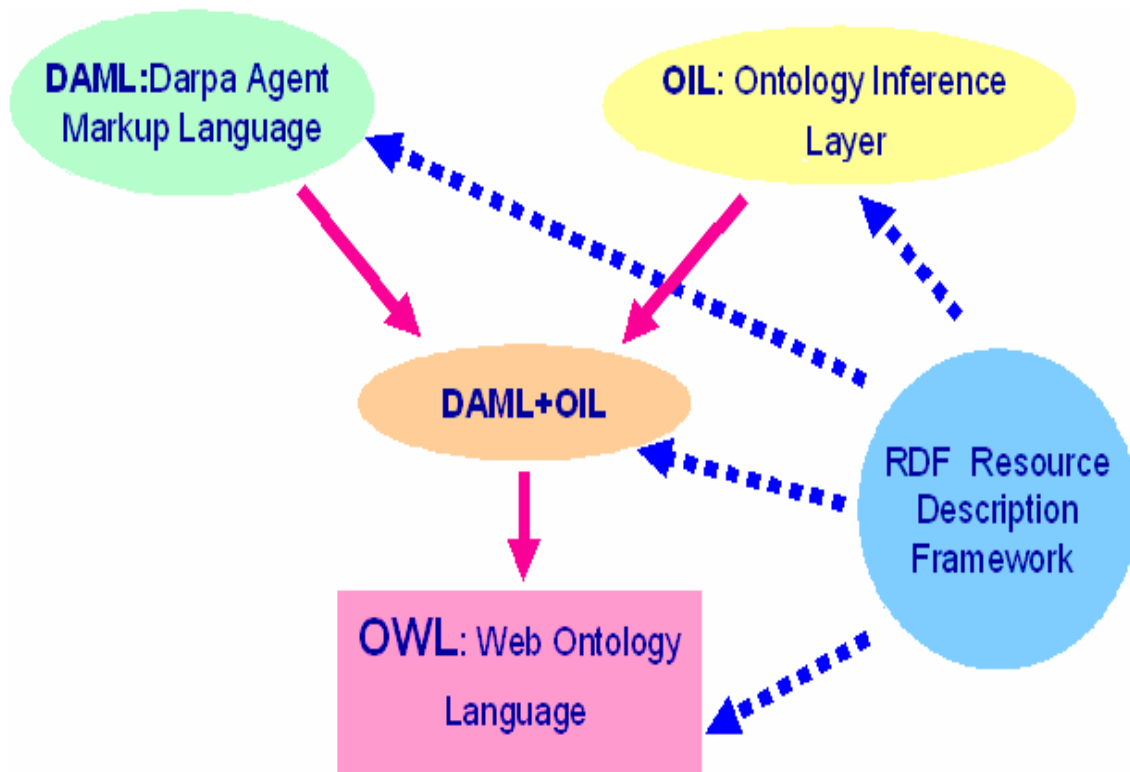 DAML:Darpa Agent
Markup Language
OIL: Ontology Inference
Layer
DAML+OIL
RDF Resource
Description
Framework
OWL: Web Ontology
Language